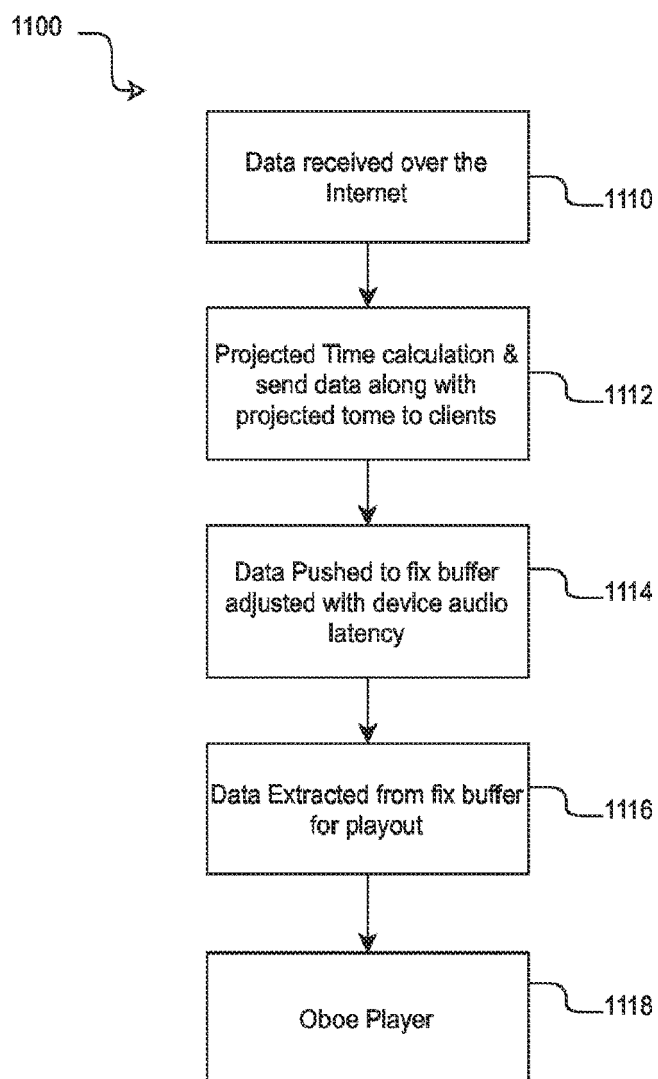 1100
Data received over the
Internet
1110
Projected Time calculation &
send data along with
projected tome to clients
1112
Data Pushed to fix buffer
adjusted with device audio
latency
1114
Data Extracted from fix buffer
for playout
1116
Oboe Player
1118